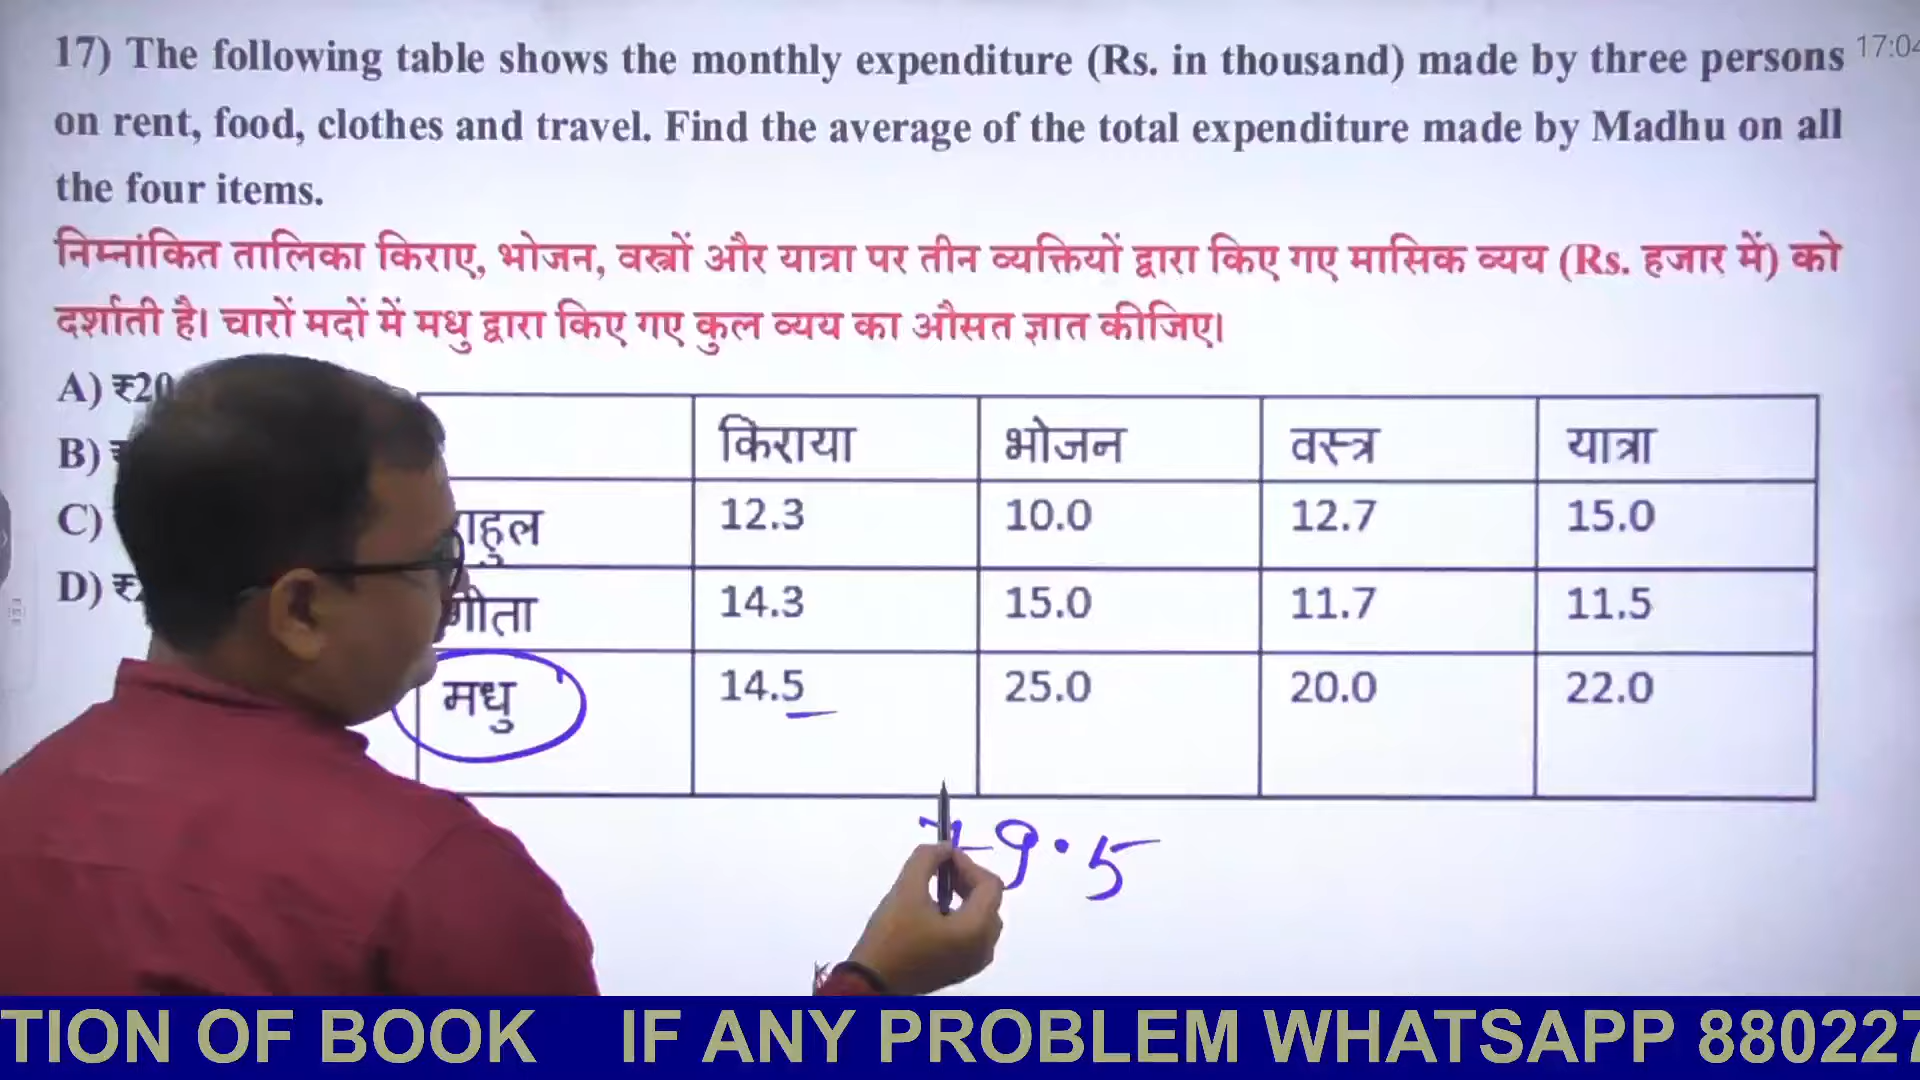 17) The following table shows the monthly expenditure (Rs. in thousand) made by three persons
17:04
on rent, food, clothes and travel. Find the average of the total expenditure made by Madhu on all
the four items.
निम्नांकित तालिका किराए, भोजन, वस्त्रों और यात्रा पर तीन व्यक्तियों द्वारा किए गए मासिक व्यय (Rs. हजार में) को
दर्शाती है। चारों मदों में मधु द्वारा किए गए कुल व्यय का औसत ज्ञात कीजिए।
A) ₹20
B) ₹
C)
D) ₹
किराया भोजन वस्त्र यात्रा
राहुल 12.3 10.0 12.7 15.0
गीता 14.3 15.0 11.7 11.5
मधु 14.5 25.0 20.0 22.0
79.5
TION OF BOOK IF ANY PROBLEM WHATSAPP 880227